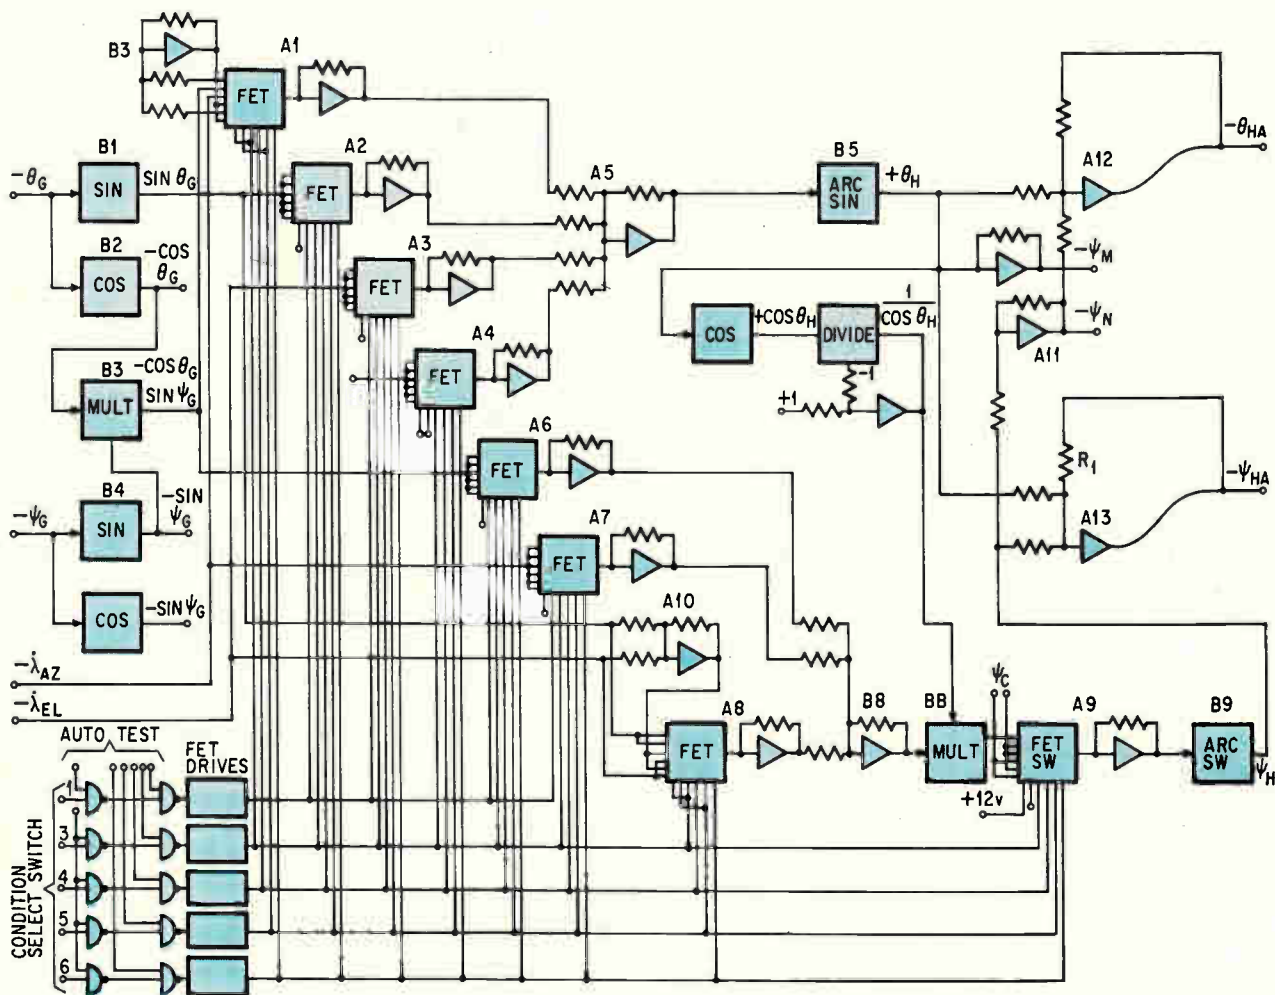 B3
A1
FET
B1
−θG
SIN
SIN θG
A2
FET
B2
COS
−COS
θG
A3
FET
A4
FET
A5
B5
ARC
SIN
+θH
A12
−θHA
−ΨM
−ΨN
A11
COS
+COS θH
DIVIDE
1
COS θH
−1
+1
B3
MULT
−COS θG
SIN ΨG
A6
FET
R1
−ΨHA
A13
B4
−ΨG
SIN
−SIN
ΨG
A7
FET
COS
−SIN ΨG
A10
−λ̇AZ
−λ̇EL
A8
FET
B8
BB
MULT
ΨC
A9
FET
SW
+12v
B9
ARC
SW
ΨH
AUTO TEST
FET
DRIVES
CONDITION
SELECT SWITCH
1
3
4
5
6